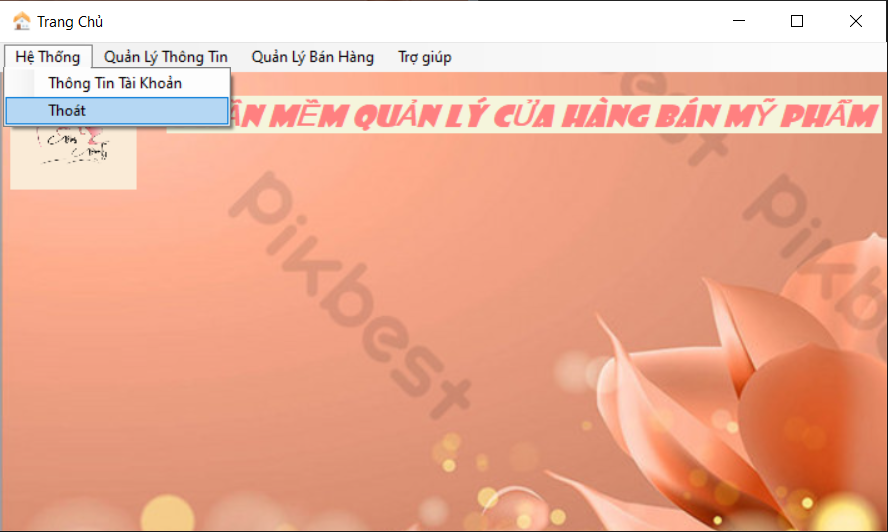 Trang Chủ
Hệ Thống Quản Lý Thông Tin Quản Lý Bán Hàng Trợ giúp
Thông Tin Tài Khoản
Thoát
MỀM QUẢN LÝ CỬA HÀNG BÁN MỸ PHẨM
pikbest